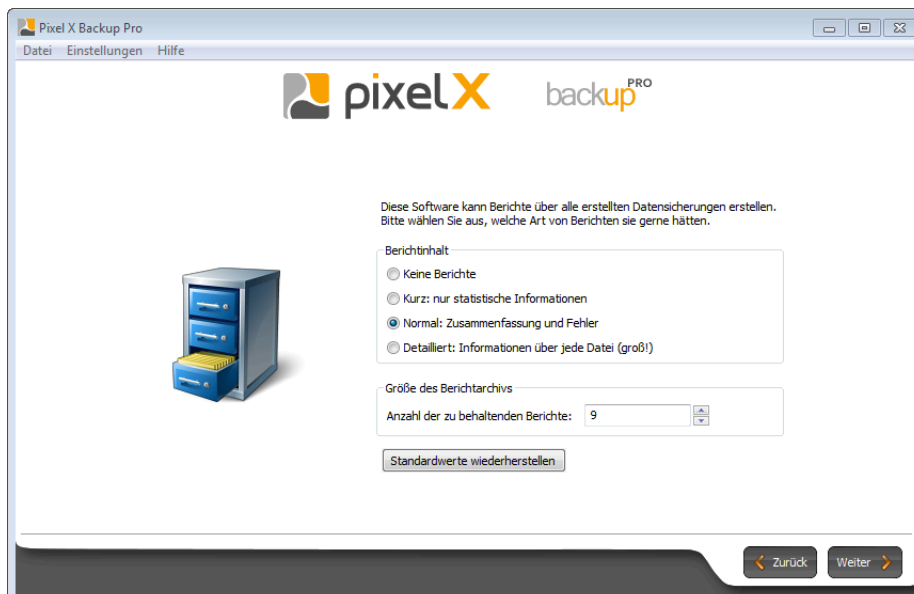 Pixel X Backup Pro
Datei Einstellungen Hilfe
pixelX backup PRO
Diese Software kann Berichte über alle erstellten Datensicherungen erstellen.
Bitte wählen Sie aus, welche Art von Berichten sie gerne hätten.
Berichtinhalt
Keine Berichte
Kurz: nur statistische Informationen
Normal: Zusammenfassung und Fehler
Detailliert: Informationen über jede Datei (groß!)
Größe des Berichtarchivs
Anzahl der zu behaltenden Berichte: 9
Standardwerte wiederherstellen
Zurück Weiter